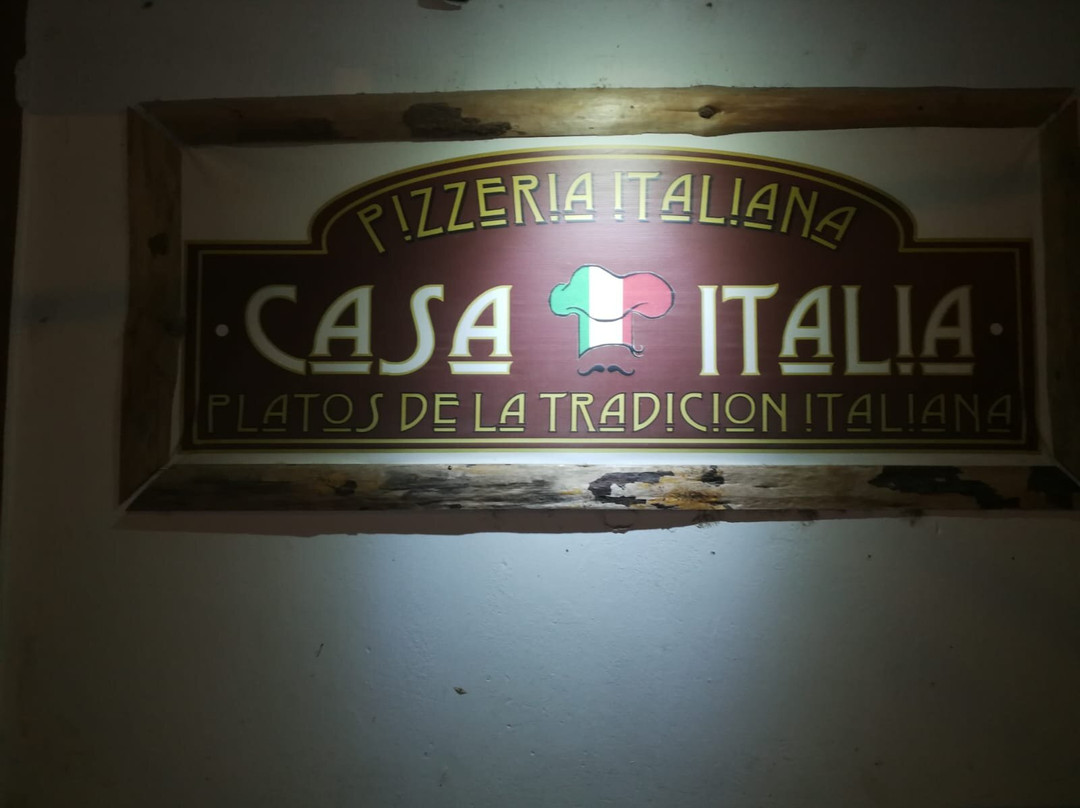 PIZZERIA ITALIANA
CASA ITALIA
PLATOS DE LA TRADICION ITALIANA